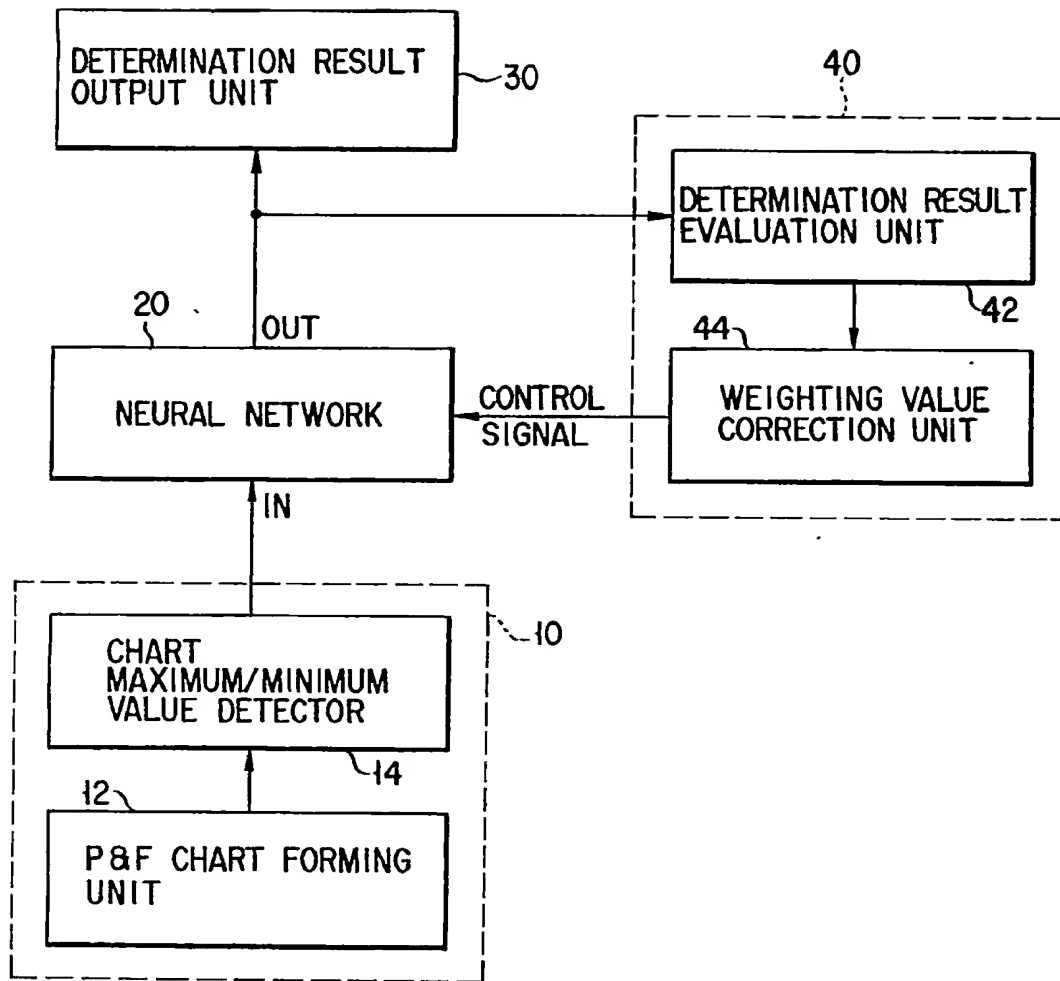 DETERMINATION RESULT
OUTPUT UNIT
30
40
DETERMINATION RESULT
EVALUATION UNIT
42
20
OUT
44
NEURAL NETWORK
CONTROL
SIGNAL
WEIGHTING VALUE
CORRECTION UNIT
IN
10
CHART
MAXIMUM/MINIMUM
VALUE DETECTOR
14
12
P&F CHART FORMING
UNIT